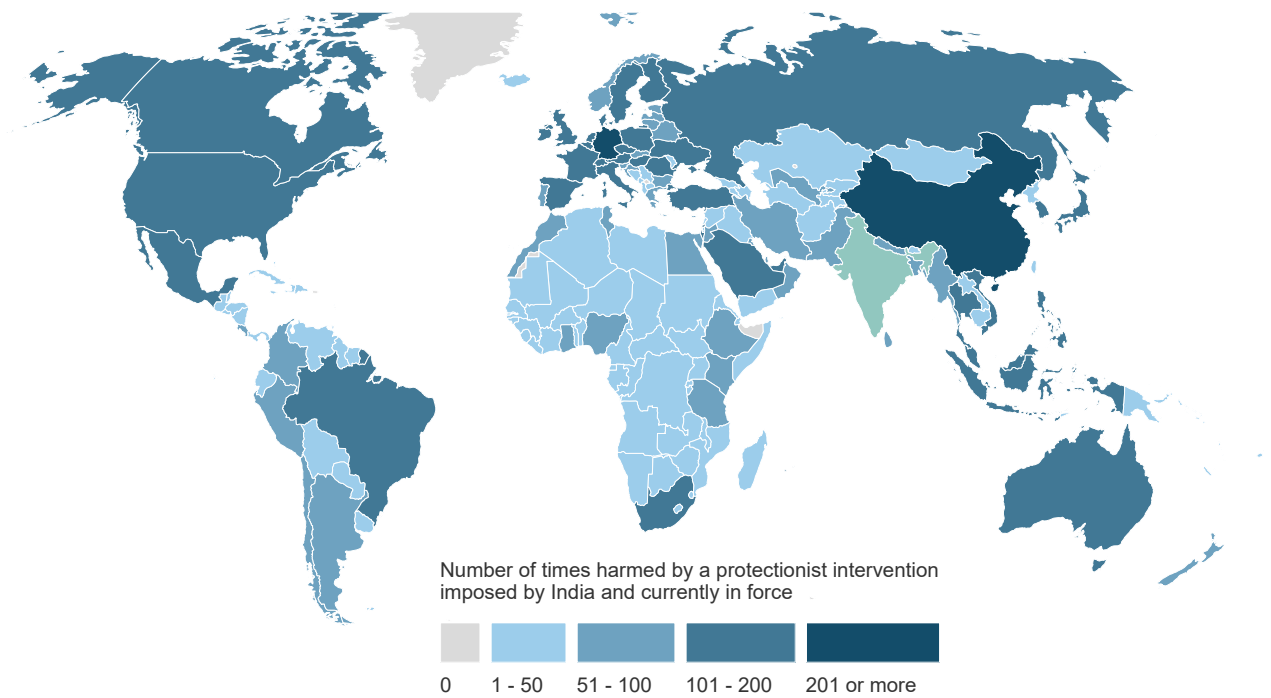 Number of times harmed by a protectionist intervention
imposed by India and currently in force
0 1 - 50 51 - 100 101 - 200 201 or more